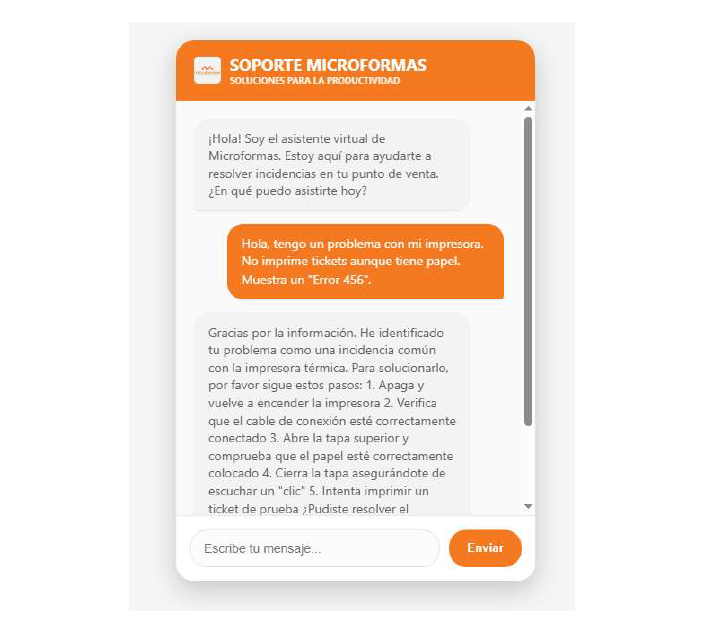 SOPORTE MICROFORMAS
SOLUCIONES PARA LA PRODUCTIVIDAD
¡Hola! Soy el asistente virtual de
Microformas. Estoy aquí para ayudarte a
resolver incidencias en tu punto de venta.
¿En qué puedo asistirte hoy?
Hola, tengo un problema con mi impresora.
No imprime tickets aunque tiene papel.
Muestra un "Error 456".
Gracias por la información. He identificado
tu problema como una incidencia común
con la impresora térmica. Para solucionarlo,
por favor sigue estos pasos: 1. Apaga y
vuelve a encender la impresora 2. Verifica
que el cable de conexión esté correctamente
conectado 3. Abre la tapa superior y
comprueba que el papel esté correctamente
colocado 4. Cierra la tapa asegurándote de
escuchar un "clic" 5. Intenta imprimir un
ticket de prueba ¿Pudiste resolver el
Escribe tu mensaje...
Enviar